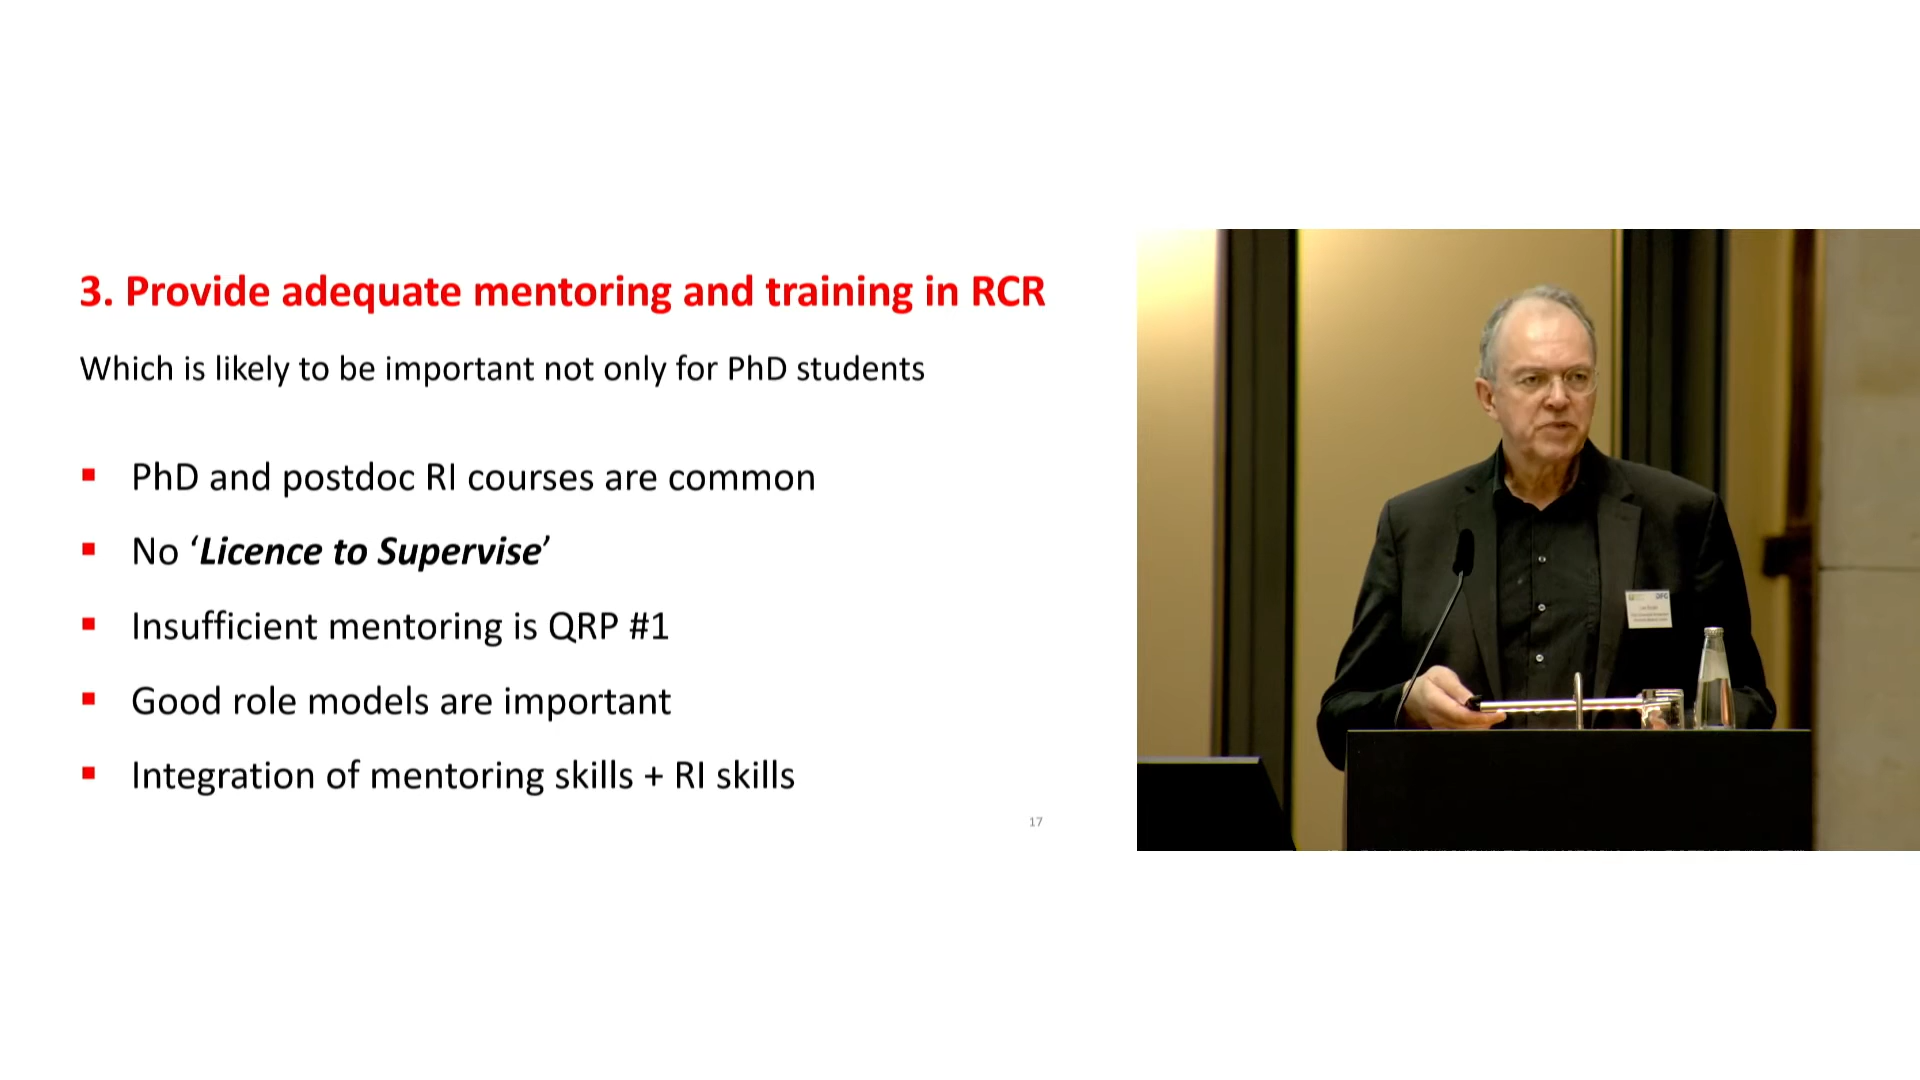 3. Provide adequate mentoring and training in RCR
Which is likely to be important not only for PhD students
▪ PhD and postdoc RI courses are common
▪ No ‘Licence to Supervise’
▪ Insufficient mentoring is QRP #1
▪ Good role models are important
▪ Integration of mentoring skills + RI skills
17
DFG